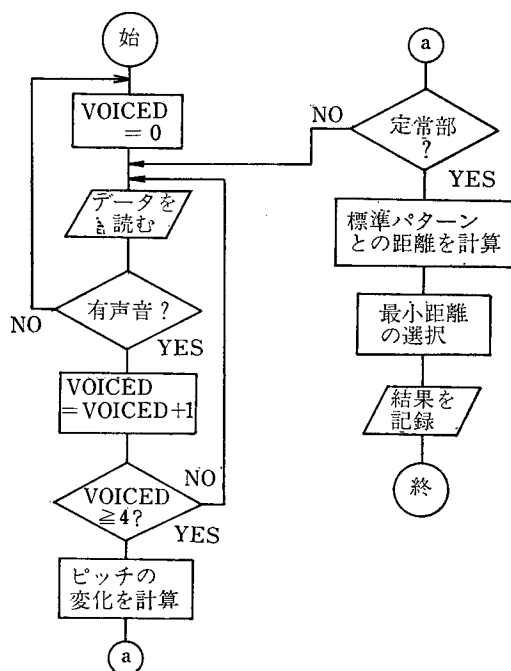 始
VOICED
= 0
データを
読む
有声音?
NO
YES
VOICED
=VOICED+1
VOICED
≧4?
NO
YES
ピッチの
変化を計算
a
a
定常部
?
NO
YES
標準パターン
との距離を計算
最小距離
の選択
結果を
記録
終